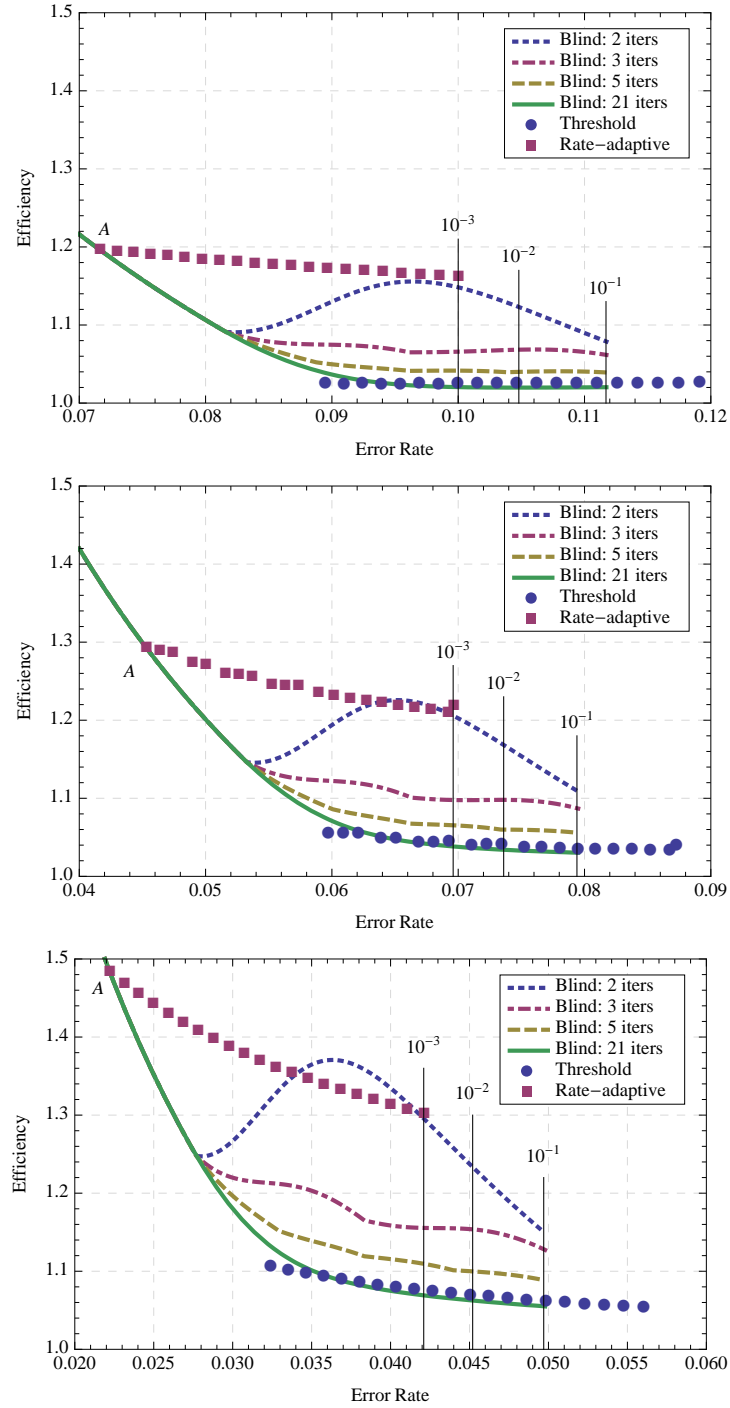 1.5
1.4
1.3
1.2
1.1
1.0
Efficiency
Blind: 2 iters
Blind: 3 iters
Blind: 5 iters
Blind: 21 iters
Threshold
Rate-adaptive
A
10^-3
10^-2
10^-1
0.07 0.08 0.09 0.10 0.11 0.12
Error Rate
1.5
1.4
1.3
1.2
1.1
1.0
Efficiency
Blind: 2 iters
Blind: 3 iters
Blind: 5 iters
Blind: 21 iters
Threshold
Rate-adaptive
A
10^-3
10^-2
10^-1
0.04 0.05 0.06 0.07 0.08 0.09
Error Rate
1.5
1.4
1.3
1.2
1.1
1.0
Efficiency
Blind: 2 iters
Blind: 3 iters
Blind: 5 iters
Blind: 21 iters
Threshold
Rate-adaptive
A
10^-3
10^-2
10^-1
0.020 0.025 0.030 0.035 0.040 0.045 0.050 0.055 0.060
Error Rate